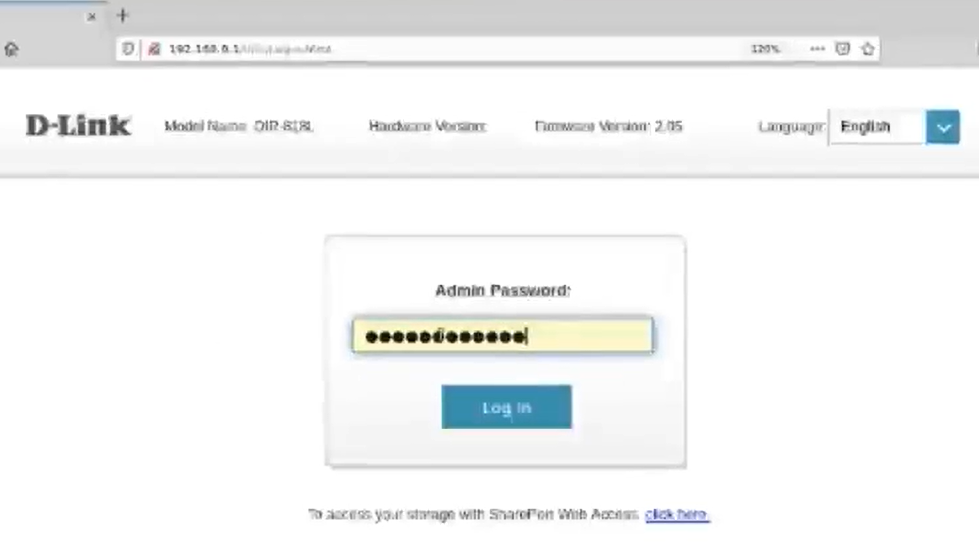 192.168.0.1/
120%
D-Link Model Name: DIR-818L Hardware Version: Firmware Version: 2.05 Language: English
Admin Password:
Log In
To access your storage with SharePort Web Access, click here.